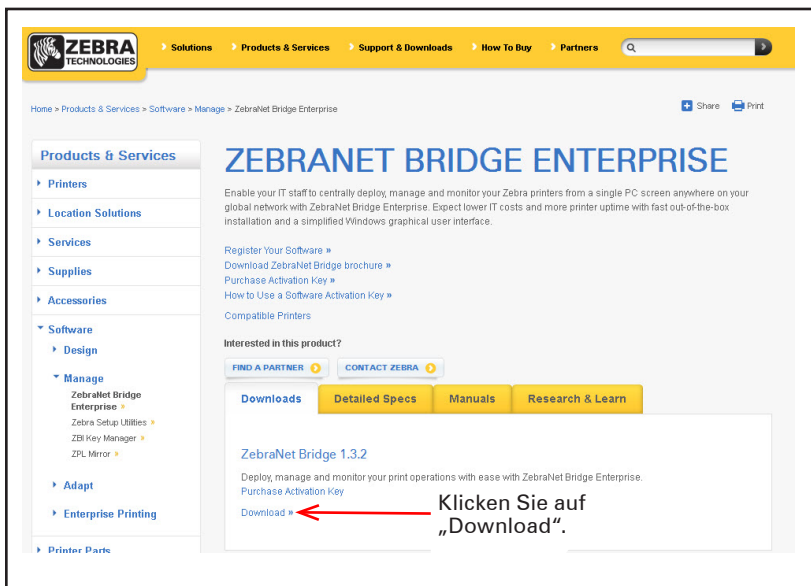 ZEBRA
TECHNOLOGIES
Solutions Products & Services Support & Downloads How To Buy Partners
Home > Products & Services > Software > Manage > ZebraNet Bridge Enterprise
Share Print
Products & Services
Printers
Location Solutions
Services
Supplies
Accessories
Software
Design
Manage
ZebraNet Bridge
Enterprise »
Zebra Setup Utilities »
ZBI Key Manager »
ZPL Mirror »
Adapt
Enterprise Printing
Printer Parts
ZEBRANET BRIDGE ENTERPRISE
Enable your IT staff to centrally deploy, manage and monitor your Zebra printers from a single PC screen anywhere on your
global network with ZebraNet Bridge Enterprise. Expect lower IT costs and more printer uptime with fast out-of-the-box
installation and a simplified Windows graphical user interface.
Register Your Software »
Download ZebraNet Bridge brochure »
Purchase Activation Key »
How to Use a Software Activation Key »
Compatible Printers
Interested in this product?
FIND A PARTNER CONTACT ZEBRA
Downloads Detailed Specs Manuals Research & Learn
ZebraNet Bridge 1.3.2
Deploy, manage and monitor your print operations with ease with ZebraNet Bridge Enterprise.
Purchase Activation Key
Download »
Klicken Sie auf
„Download“.